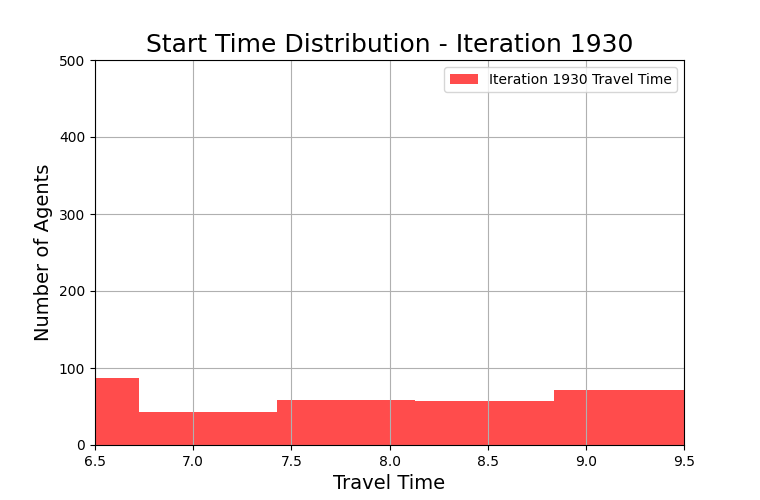 Start Time Distribution - Iteration 1930
Iteration 1930 Travel Time
Number of Agents
500
400
300
200
100
0
6.5 7.0 7.5 8.0 8.5 9.0 9.5
Travel Time